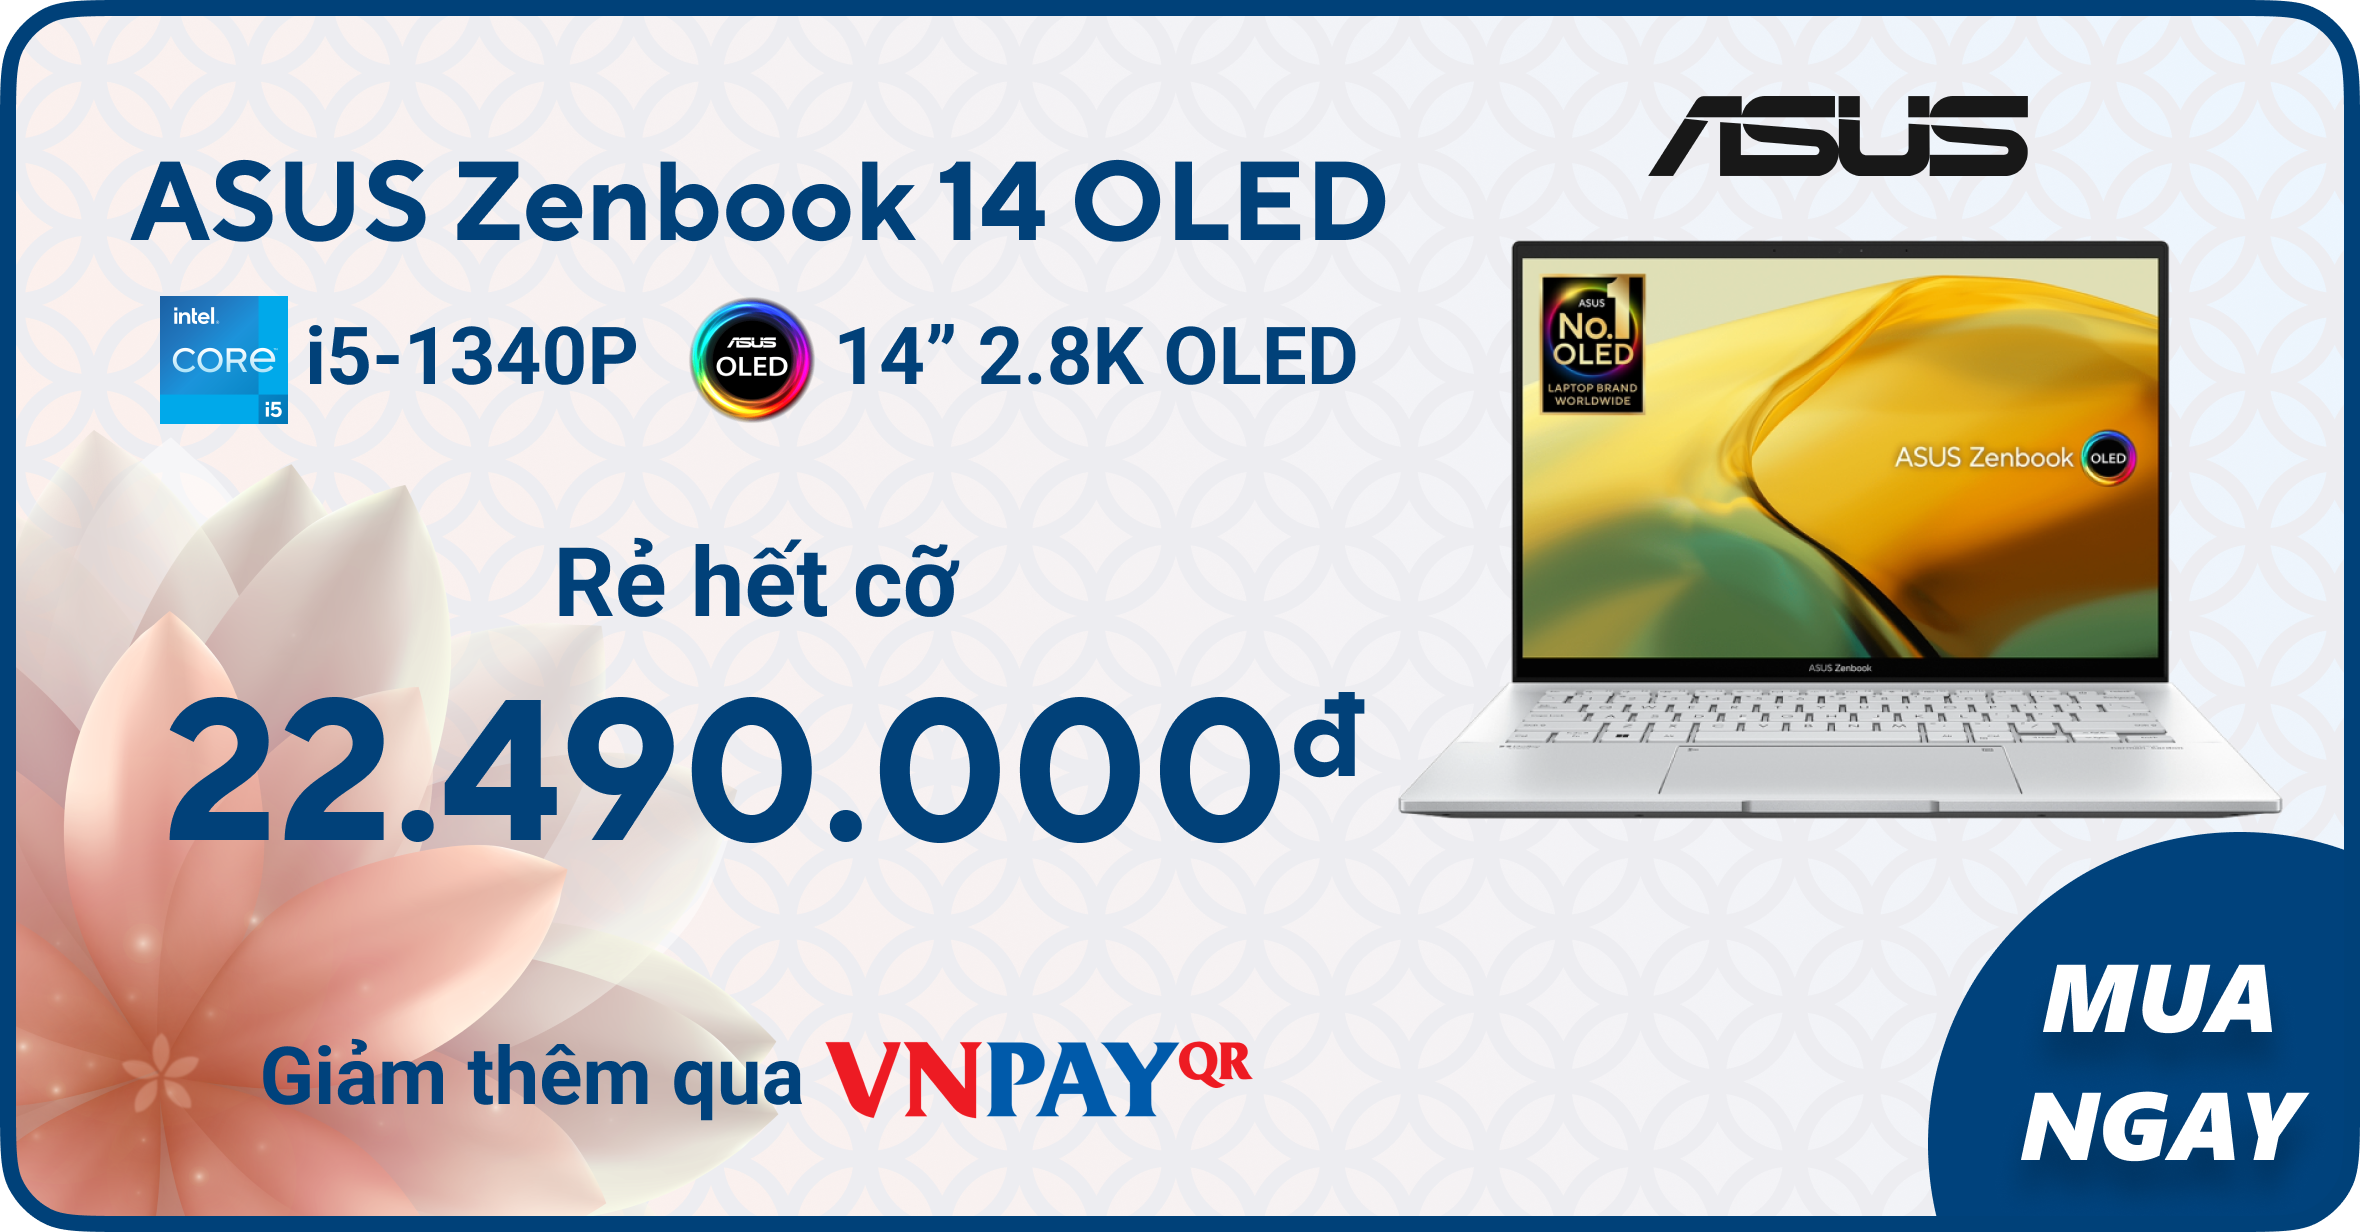 ASUS Zenbook 14 OLED
intel.
CORE
i5
i5-1340P
ASUS
OLED
14” 2.8K OLED
Rẻ hết cỡ
22.490.000đ
Giảm thêm qua VNPAYQR
ASUS
ASUS
No.1
OLED
LAPTOP BRAND
WORLDWIDE
ASUS Zenbook OLED
ASUS Zenbook
MUA
NGAY